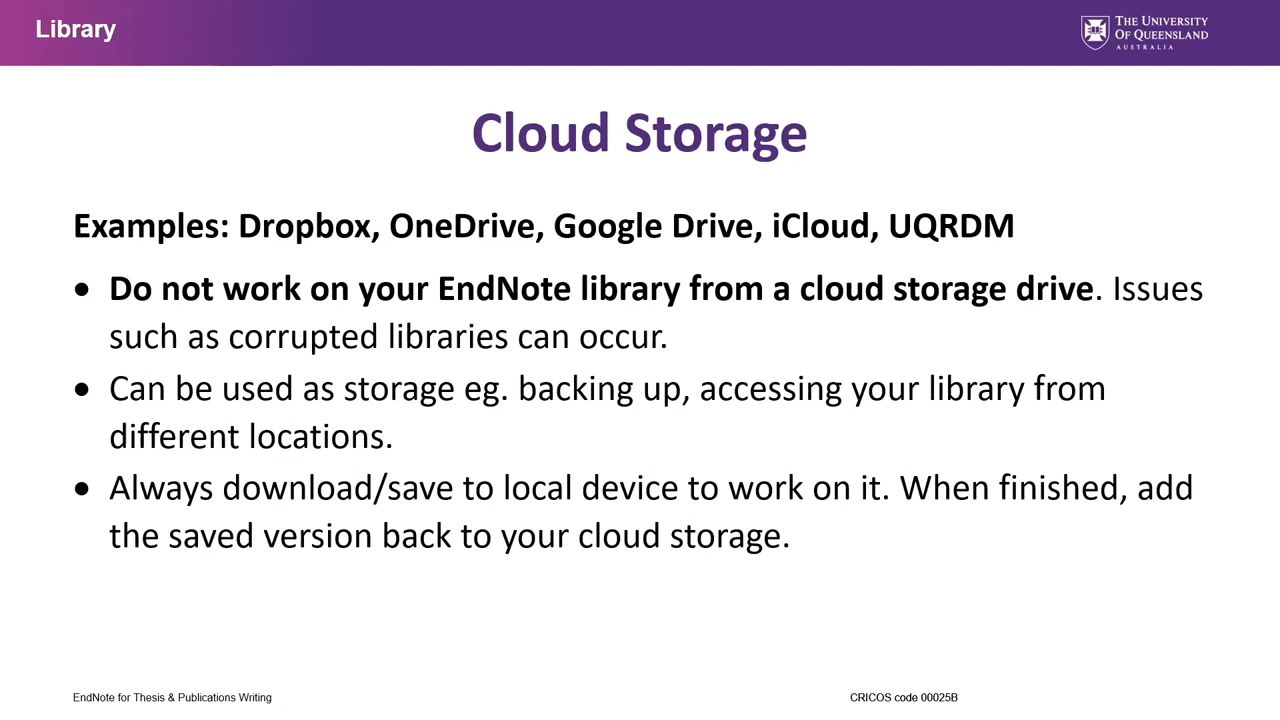 Library
THE UNIVERSITY
OF QUEENSLAND
AUSTRALIA
Cloud Storage
Examples: Dropbox, OneDrive, Google Drive, iCloud, UQRDM
• Do not work on your EndNote library from a cloud storage drive. Issues
such as corrupted libraries can occur.
• Can be used as storage eg. backing up, accessing your library from
different locations.
• Always download/save to local device to work on it. When finished, add
the saved version back to your cloud storage.
EndNote for Thesis & Publications Writing
CRICOS code 00025B